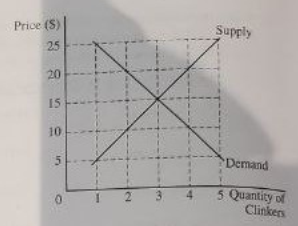 Price ($)
Supply
25
20
15
10
5
Demand
0
1 2 3 4 5 Quantity of
Clinkers